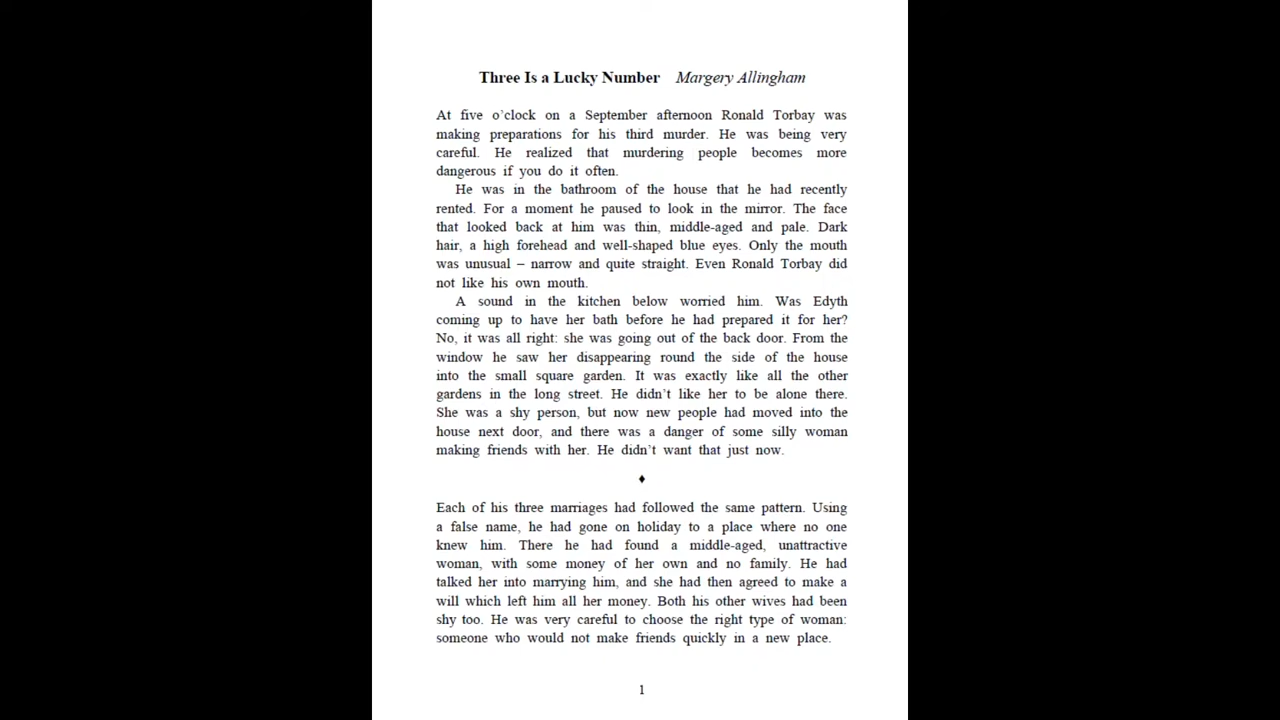 Three Is a Lucky Number Margery Allingham
At five o’clock on a September afternoon Ronald Torbay was
making preparations for his third murder. He was being very
careful. He realized that murdering people becomes more
dangerous if you do it often.
He was in the bathroom of the house that he had recently
rented. For a moment he paused to look in the mirror. The face
that looked back at him was thin, middle-aged and pale. Dark
hair, a high forehead and well-shaped blue eyes. Only the mouth
was unusual – narrow and quite straight. Even Ronald Torbay did
not like his own mouth.
A sound in the kitchen below worried him. Was Edyth
coming up to have her bath before he had prepared it for her?
No, it was all right: she was going out of the back door. From the
window he saw her disappearing round the side of the house
into the small square garden. It was exactly like all the other
gardens in the long street. He didn’t like her to be alone there.
She was a shy person, but now new people had moved into the
house next door, and there was a danger of some silly woman
making friends with her. He didn’t want that just now.
♦
Each of his three marriages had followed the same pattern. Using
a false name, he had gone on holiday to a place where no one
knew him. There he had found a middle-aged, unattractive
woman, with some money of her own and no family. He had
talked her into marrying him, and she had then agreed to make a
will which left him all her money. Both his other wives had been
shy too. He was very careful to choose the right type of woman:
someone who would not make friends quickly in a new place.
1